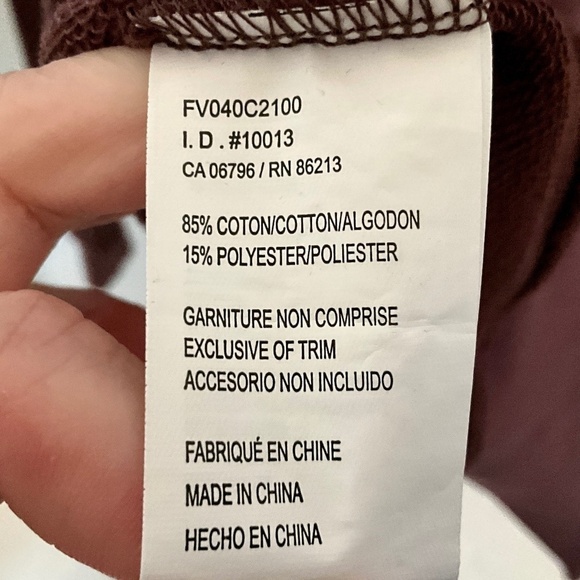 FV040C2100
I.D.#10013
CA 06796 / RN 86213
85% COTON/COTTON/ALGODON
15% POLYESTER/POLIESTER
GARNITURE NON COMPRISE
EXCLUSIVE OF TRIM
ACCESORIO NON INCLUIDO
FABRIQUÉ EN CHINE
MADE IN CHINA
HECHO EN CHINA